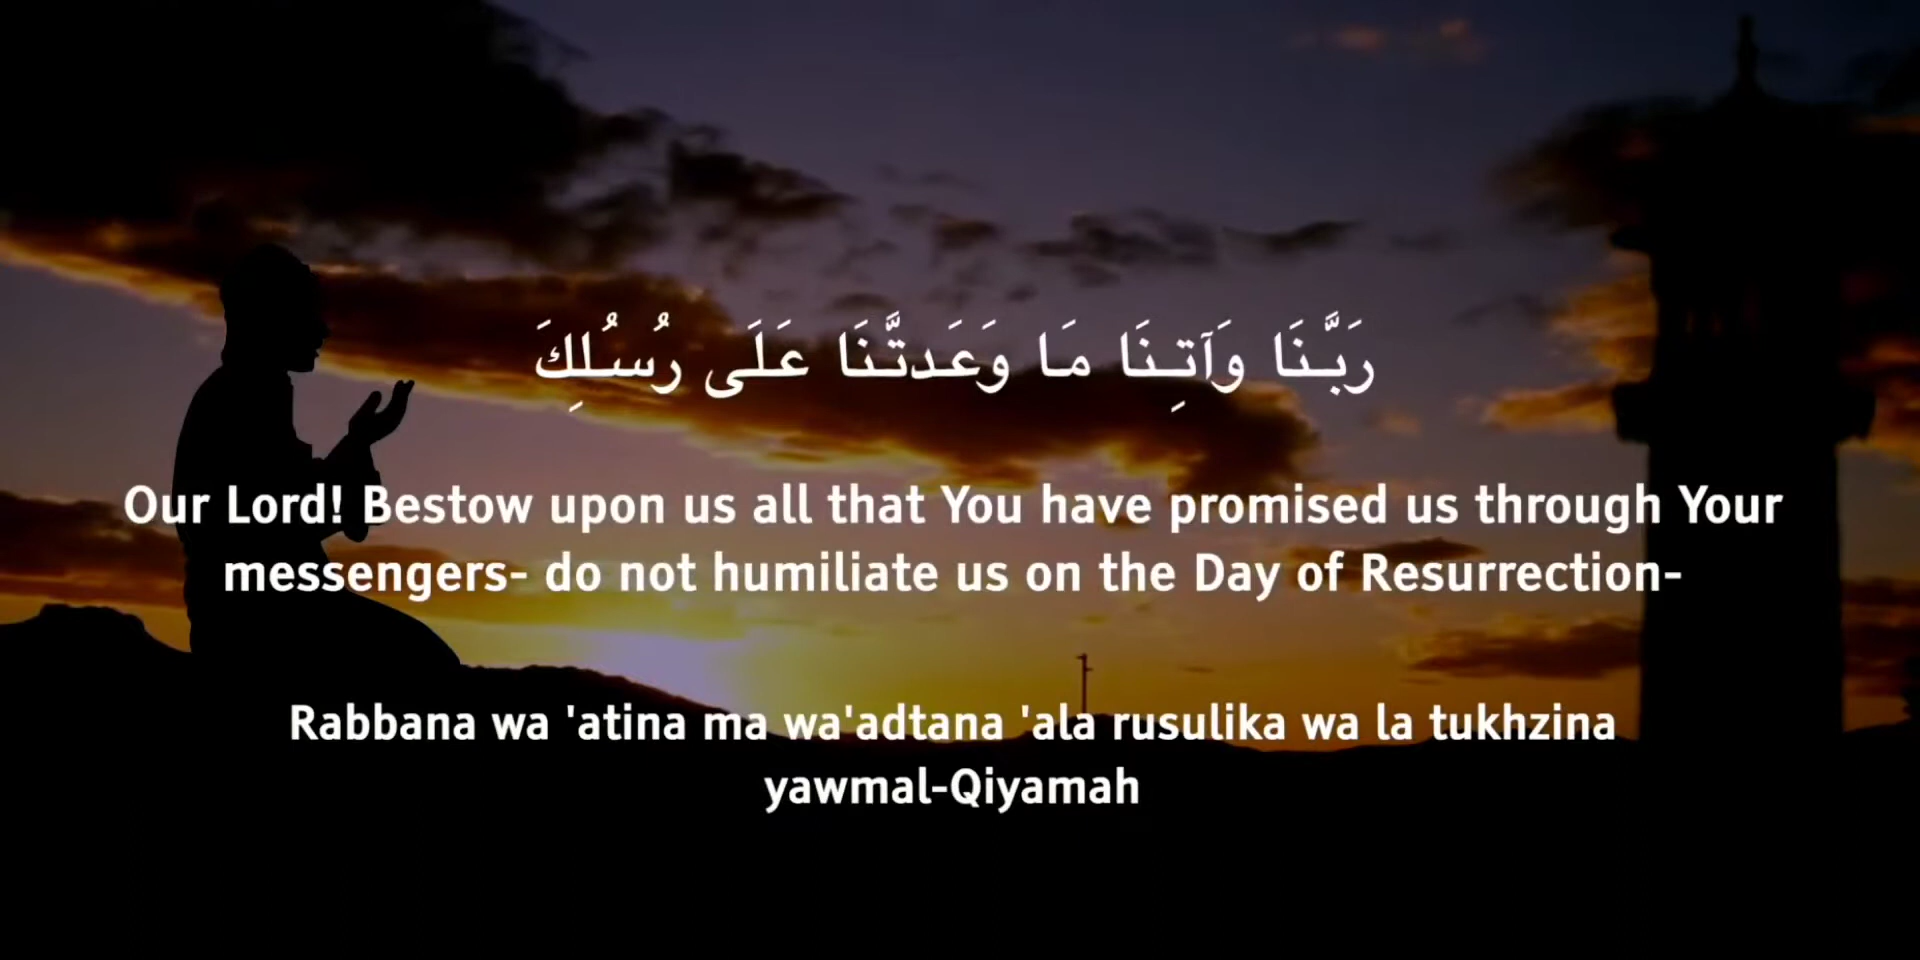 رَبَّنَا وَآتِنَا مَا وَعَدتَّنَا عَلَى رُسُلِكَ
Our Lord! Bestow upon us all that You have promised us through Your
messengers- do not humiliate us on the Day of Resurrection-
Rabbana wa 'atina ma wa'adtana 'ala rusulika wa la tukhzina
yawmal-Qiyamah